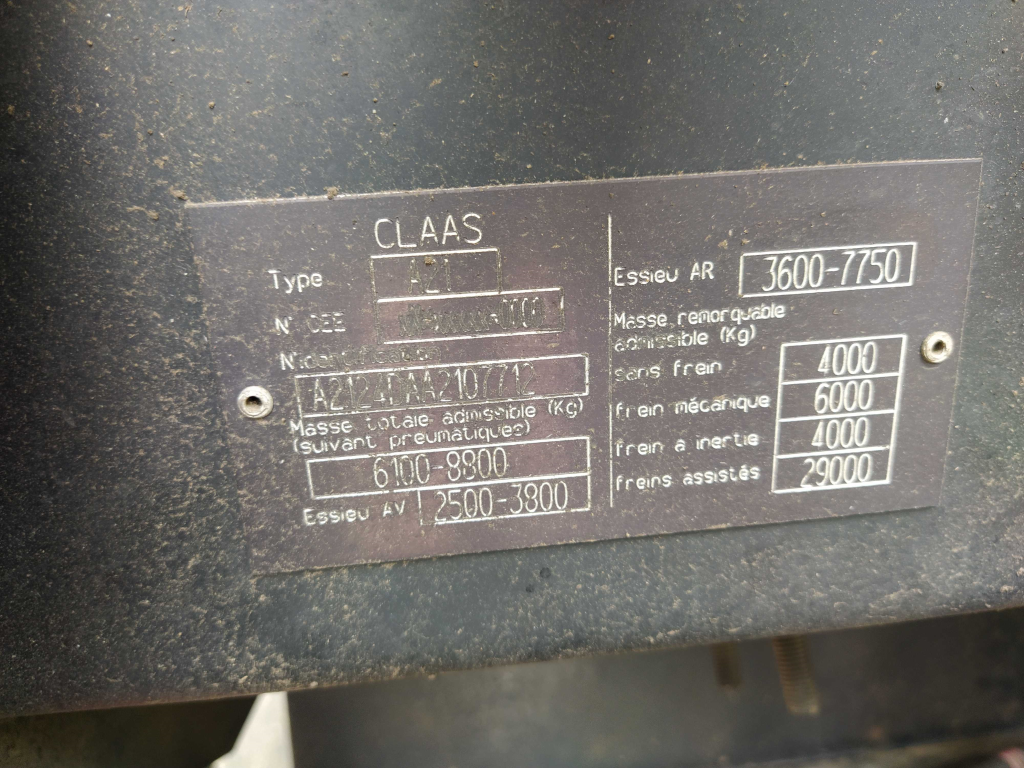 CLAAS
Type A21
N° CEE
N° identification
Masse totale admissible (Kg)
(suivant pneumatiques)
6100-8800
Essieu AV 2500-3800
Essieu AR 3600-7750
Masse remorquable
admissible (Kg)
sans frein 4000
frein mécanique 6000
frein a inertie 4000
freins assistés 29000